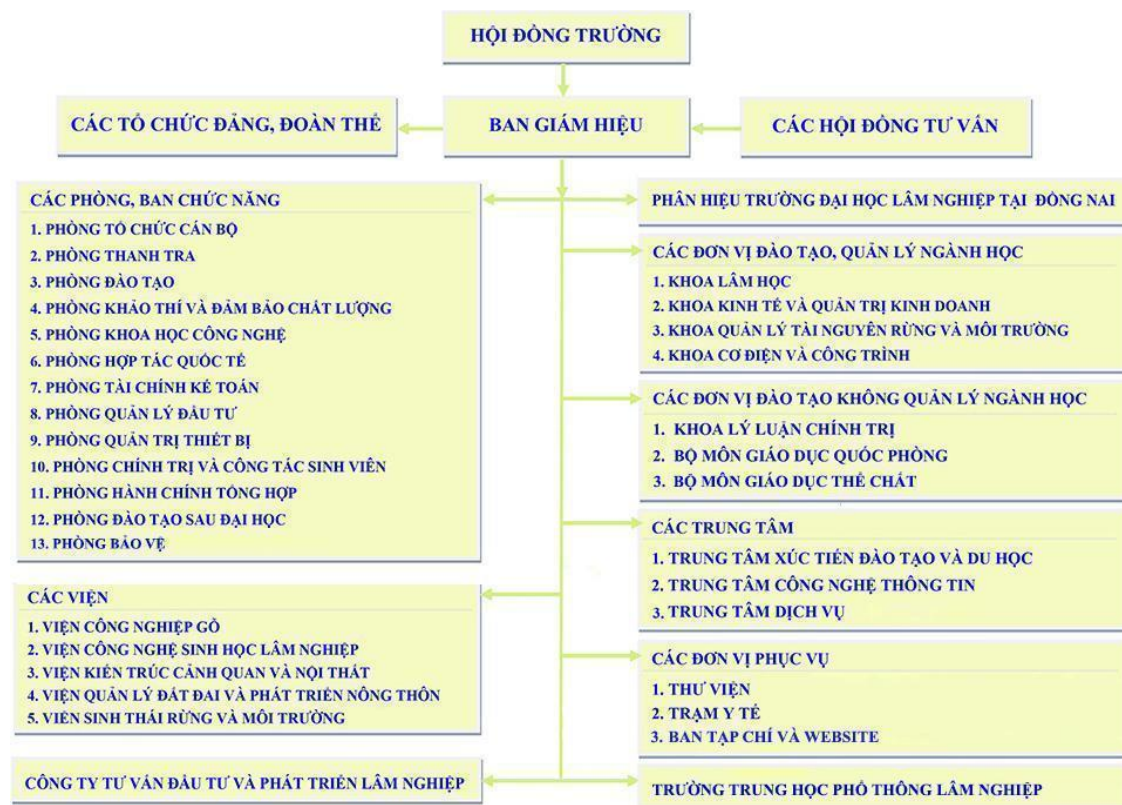 HỘI ĐỒNG TRƯỜNG
CÁC TỔ CHỨC ĐẢNG, ĐOÀN THỂ
BAN GIÁM HIỆU
CÁC HỘI ĐỒNG TƯ VẤN
CÁC PHÒNG, BAN CHỨC NĂNG
1. PHÒNG TỔ CHỨC CÁN BỘ
2. PHÒNG THANH TRA
3. PHÒNG ĐÀO TẠO
4. PHÒNG KHẢO THÍ VÀ ĐẢM BẢO CHẤT LƯỢNG
5. PHÒNG KHOA HỌC CÔNG NGHỆ
6. PHÒNG HỢP TÁC QUỐC TẾ
7. PHÒNG TÀI CHÍNH KẾ TOÁN
8. PHÒNG QUẢN LÝ ĐẦU TƯ
9. PHÒNG QUẢN TRỊ THIẾT BỊ
10. PHÒNG CHÍNH TRỊ VÀ CÔNG TÁC SINH VIÊN
11. PHÒNG HÀNH CHÍNH TỔNG HỢP
12. PHÒNG ĐÀO TẠO SAU ĐẠI HỌC
13. PHÒNG BẢO VỆ
CÁC VIỆN
1. VIỆN CÔNG NGHIỆP GỖ
2. VIỆN CÔNG NGHỆ SINH HỌC LÂM NGHIỆP
3. VIỆN KIẾN TRÚC CẢNH QUAN VÀ NỘI THẤT
4. VIỆN QUẢN LÝ ĐẤT ĐAI VÀ PHÁT TRIỂN NÔNG THÔN
5. VIỆN SINH THÁI RỪNG VÀ MÔI TRƯỜNG
CÔNG TY TƯ VẤN ĐẦU TƯ VÀ PHÁT TRIỂN LÂM NGHIỆP
PHÂN HIỆU TRƯỜNG ĐẠI HỌC LÂM NGHIỆP TẠI ĐỒNG NAI
CÁC ĐƠN VỊ ĐÀO TẠO, QUẢN LÝ NGÀNH HỌC
1. KHOA LÂM HỌC
2. KHOA KINH TẾ VÀ QUẢN TRỊ KINH DOANH
3. KHOA QUẢN LÝ TÀI NGUYÊN RỪNG VÀ MÔI TRƯỜNG
4. KHOA CƠ ĐIỆN VÀ CÔNG TRÌNH
CÁC ĐƠN VỊ ĐÀO TẠO KHÔNG QUẢN LÝ NGÀNH HỌC
1. KHOA LÝ LUẬN CHÍNH TRỊ
2. BỘ MÔN GIÁO DỤC QUỐC PHÒNG
3. BỘ MÔN GIÁO DỤC THỂ CHẤT
CÁC TRUNG TÂM
1. TRUNG TÂM XÚC TIẾN ĐÀO TẠO VÀ DU HỌC
2. TRUNG TÂM CÔNG NGHỆ THÔNG TIN
3. TRUNG TÂM DỊCH VỤ
CÁC ĐƠN VỊ PHỤC VỤ
1. THƯ VIỆN
2. TRẠM Y TẾ
3. BAN TẠP CHÍ VÀ WEBSITE
TRƯỜNG TRUNG HỌC PHỔ THÔNG LÂM NGHIỆP